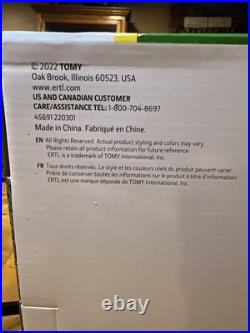 © 2022 TOMY
Oak Brook, Illinois 60523, USA
www.ertl.com
US AND CANADIAN CUSTOMER
CARE/ASSISTANCE TEL: 1-800-704-8697
45691220301
Made in China. Fabriqué en Chine.
EN All Rights Reserved. Actual product styling and colors may vary.
Please retain all product information for future reference.
ERTL is a trademark of TOMY International, Inc.
FR Tous droits réservés. Le style et les couleurs réels du produit peuvent varier
Prière de conserver toutes les informations sur le produit à titre d'information
ERTL est une marque déposée de TOMY International, Inc.